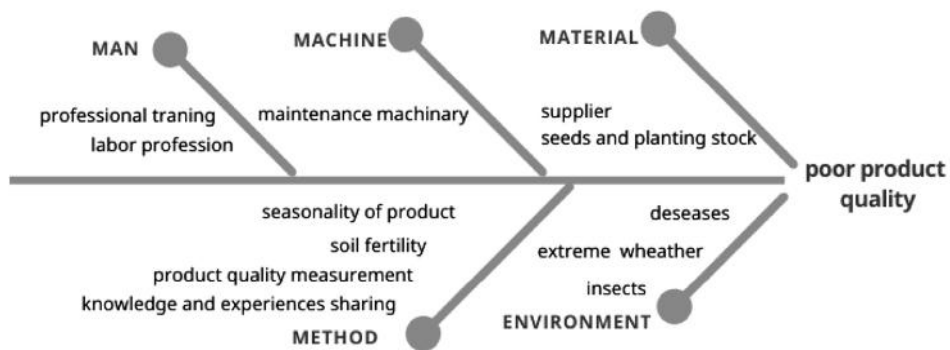 MAN
MACHINE
MATERIAL
professional traning
labor profession
maintenance machinary
supplier
seeds and planting stock
poor product
quality
seasonality of product
soil fertility
product quality measurement
knowledge and experiences sharing
METHOD
deseases
extreme wheather
insects
ENVIRONMENT